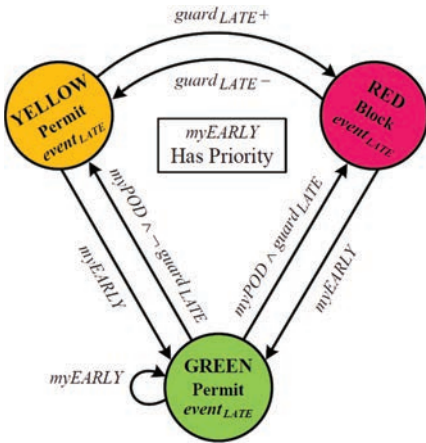 guard LATE +
guard LATE −
YELLOW
Permit
event LATE
RED
Block
event LATE
myEARLY
Has Priority
myPOD ∧ ¬ guard LATE
myPOD ∧ guard LATE
myEARLY
myEARLY
myEARLY
GREEN
Permit
event LATE